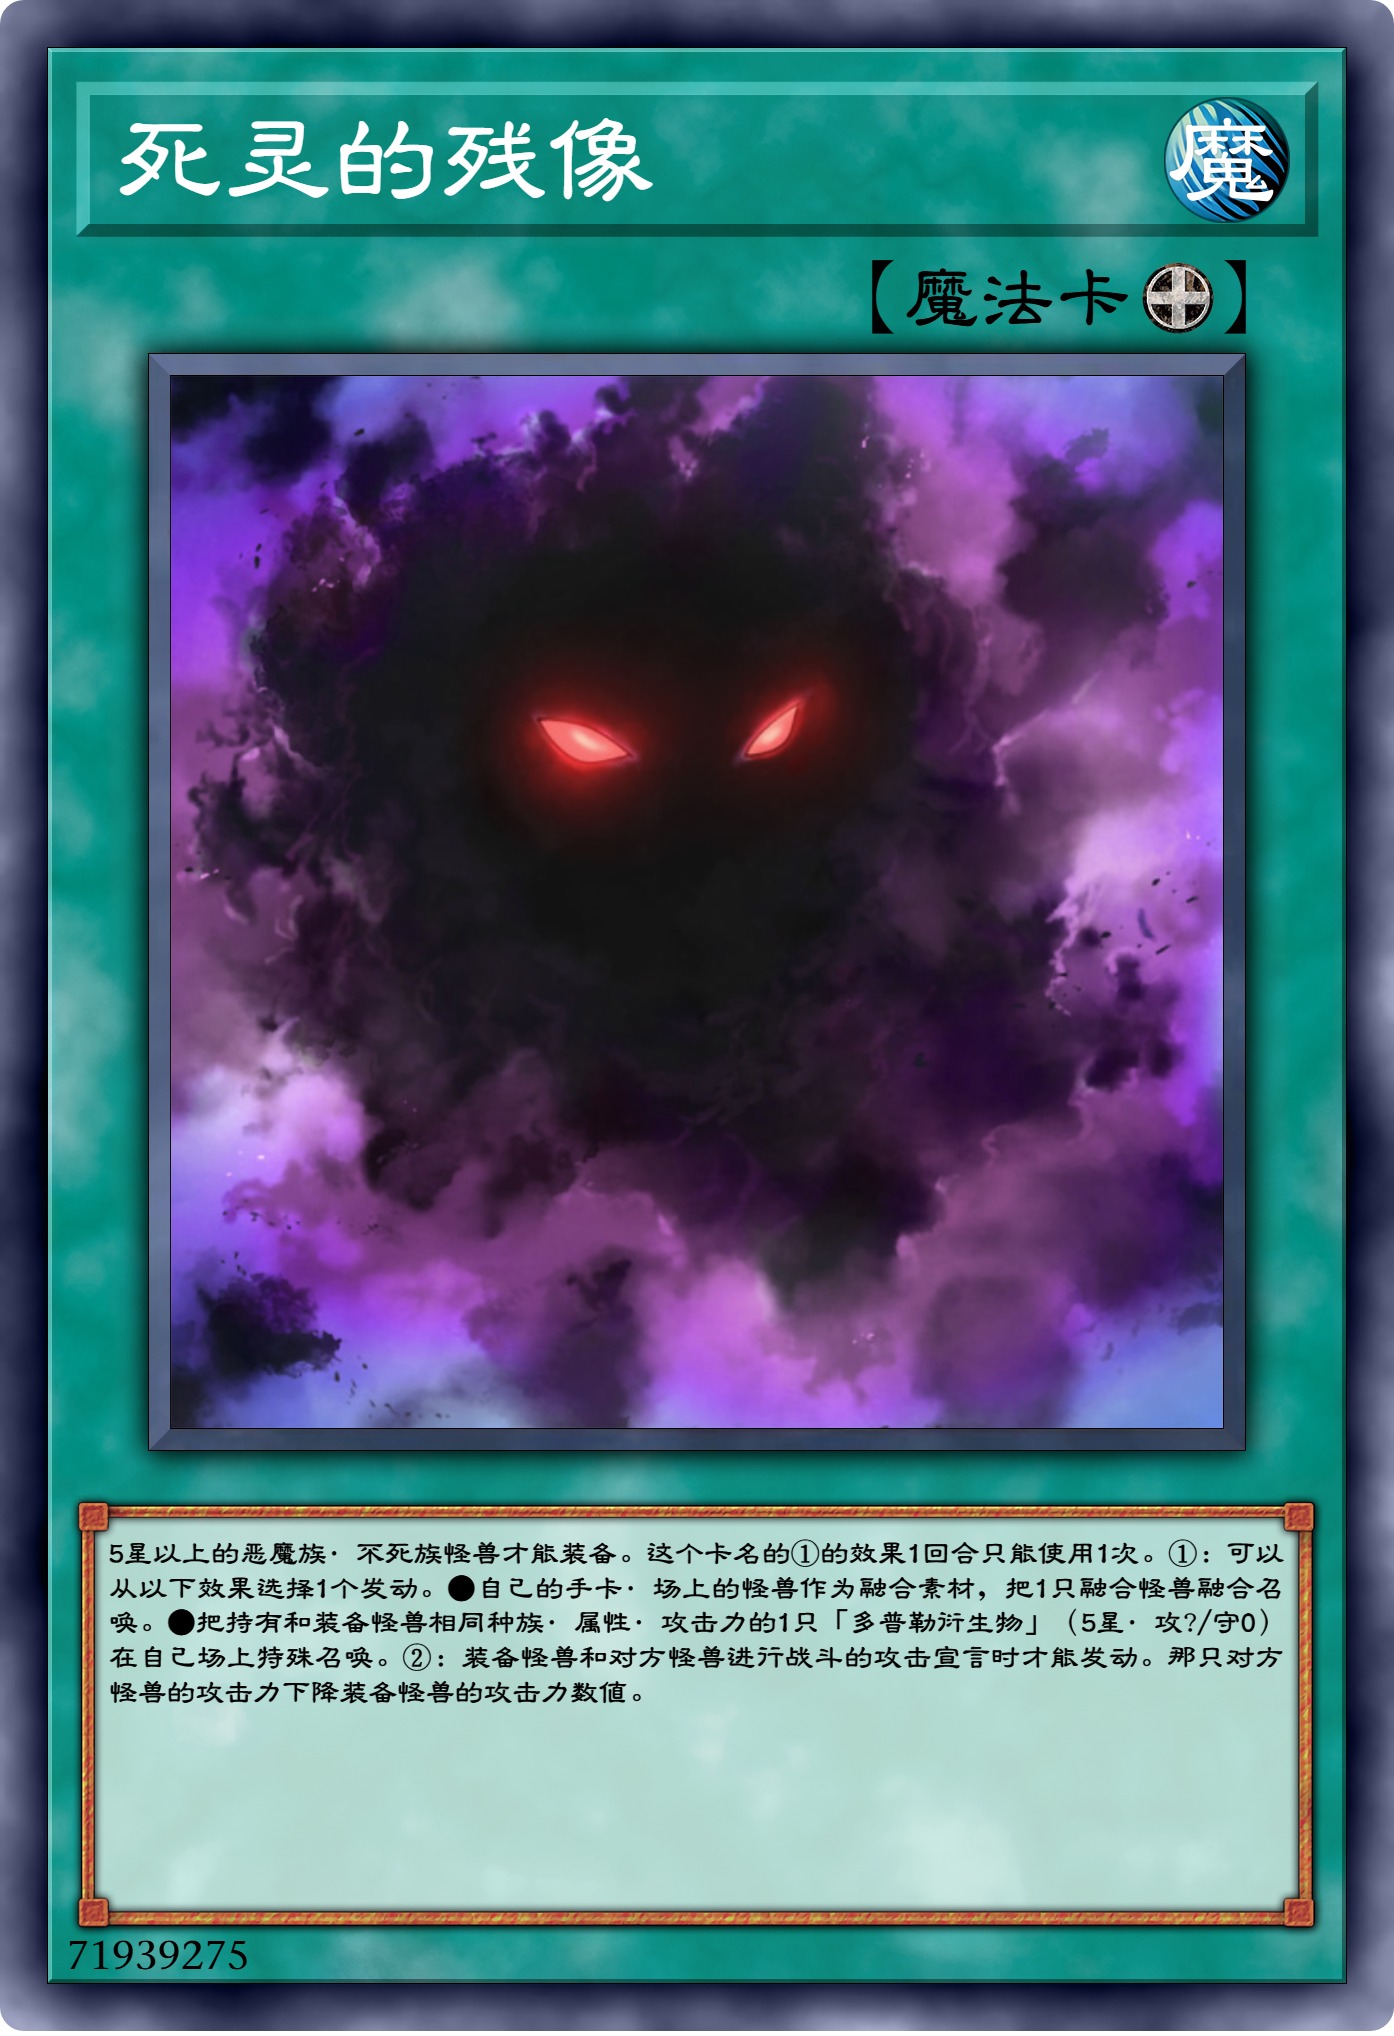 死灵的残像
魔
【魔法卡】
5星以上的恶魔族·不死族怪兽才能装备。这个卡名的①的效果1回合只能使用1次。①：可以
从以下效果选择1个发动。●自己的手卡·场上的怪兽作为融合素材，把1只融合怪兽融合召
唤。●把持有和装备怪兽相同种族·属性·攻击力的1只「多普勒衍生物」（5星·攻?/守0）
在自己场上特殊召唤。②：装备怪兽和对方怪兽进行战斗的攻击宣言时才能发动。那只对方
怪兽的攻击力下降装备怪兽的攻击力数值。
71939275